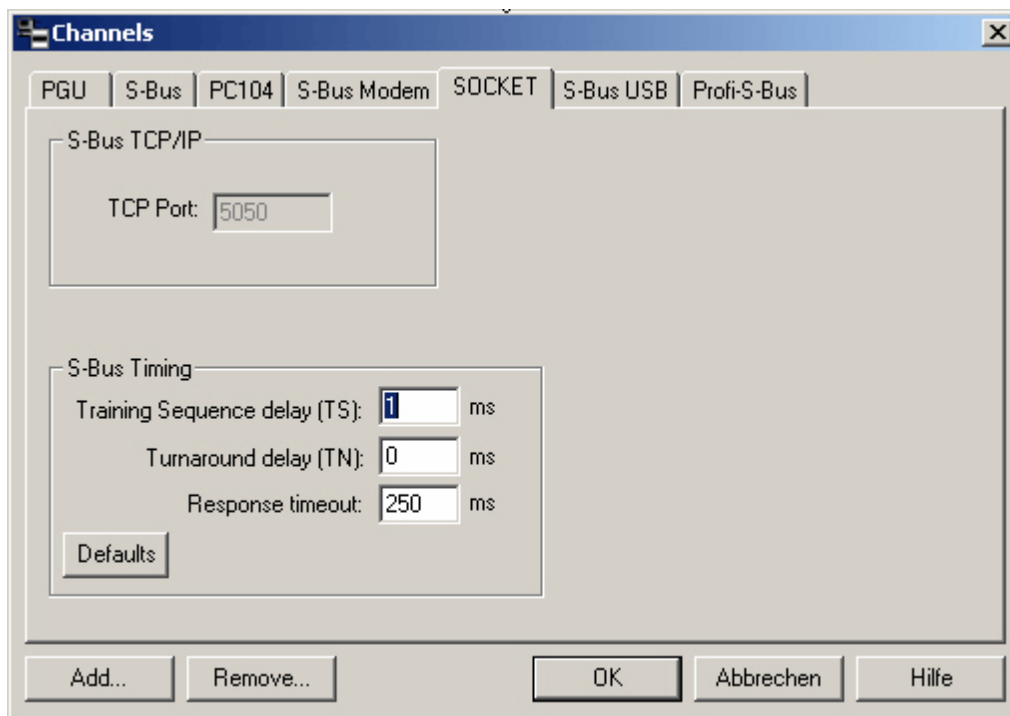 Channels
PGU S-Bus PC104 S-Bus Modem SOCKET S-Bus USB Profi-S-Bus
S-Bus TCP/IP
TCP Port: 5050
S-Bus Timing
Training Sequence delay (TS): 1 ms
Turnaround delay (TN): 0 ms
Response timeout: 250 ms
Defaults
Add... Remove... OK Abbrechen Hilfe